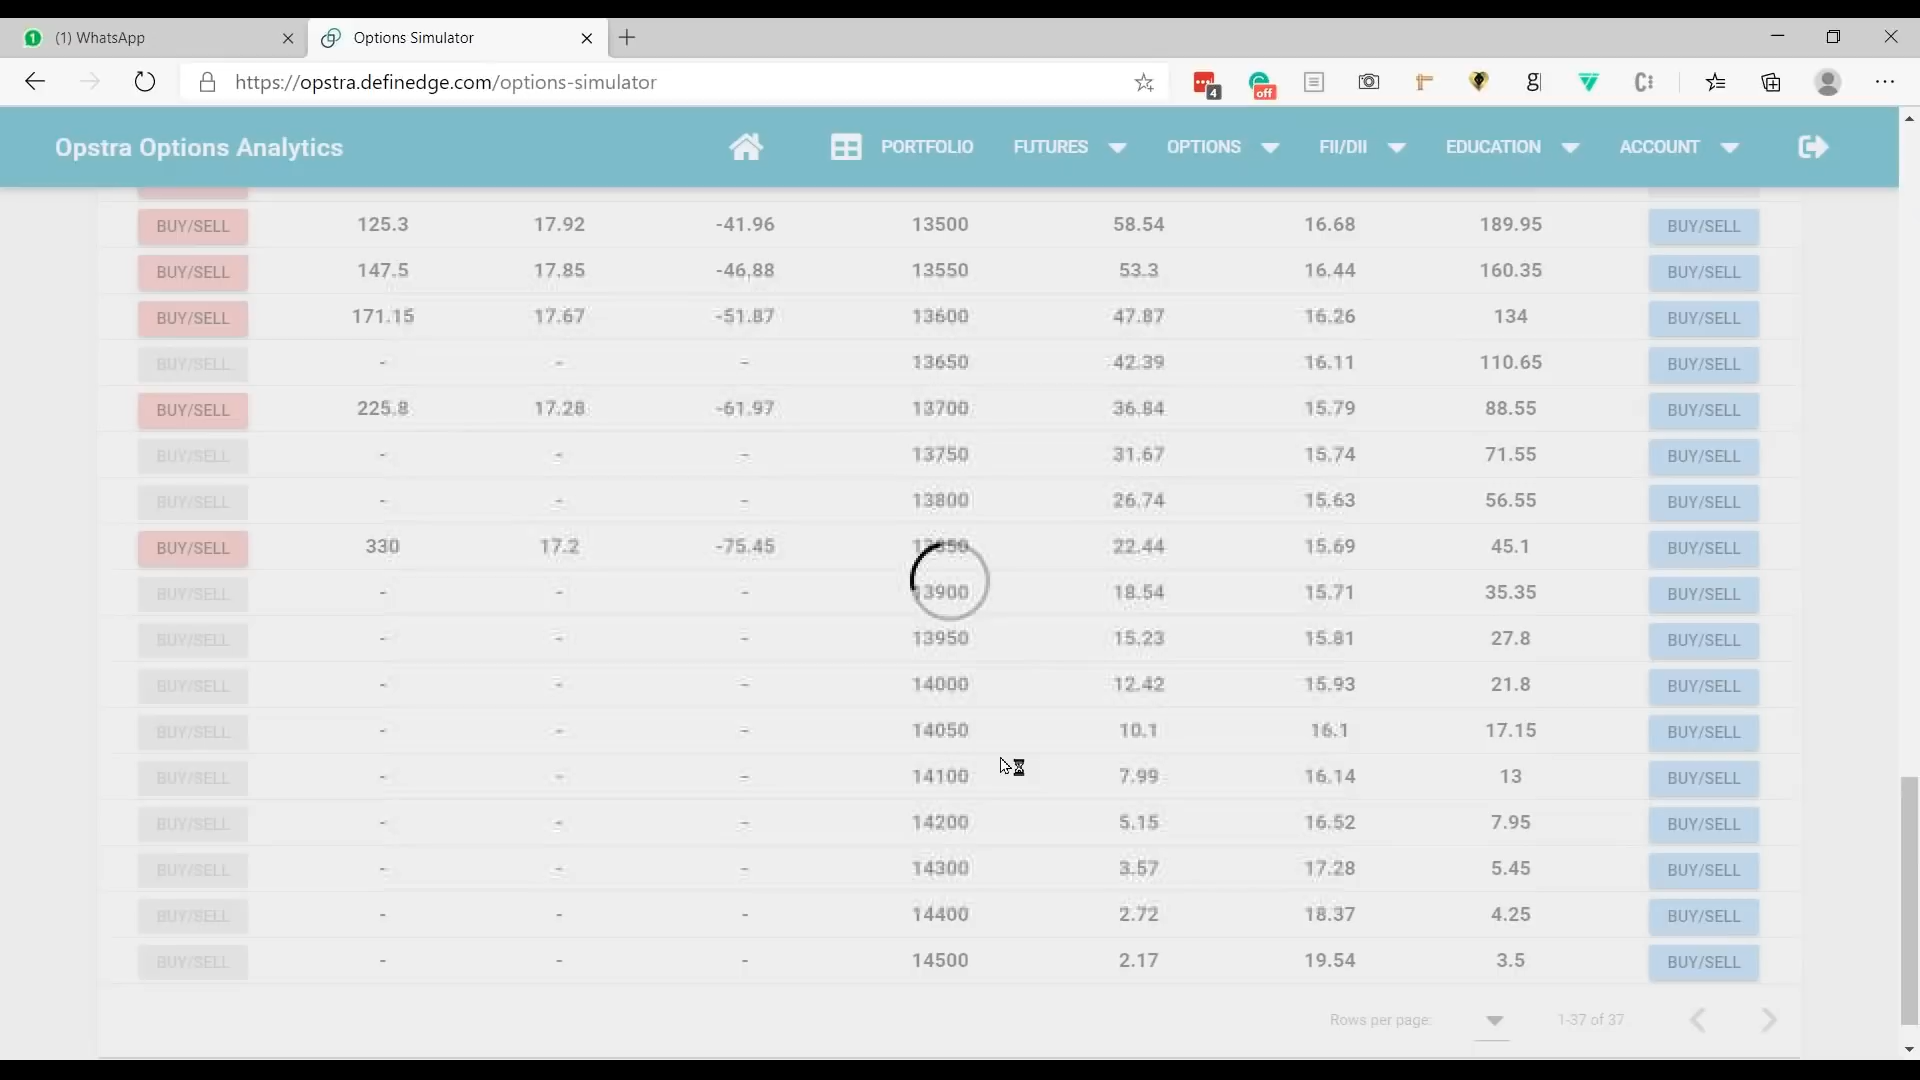 1 (1) WhatsApp
Options Simulator
https://opstra.definedge.com/options-simulator
4 off g
Opstra Options Analytics PORTFOLIO FUTURES OPTIONS FII/DII EDUCATION ACCOUNT
BUY/SELL 125.3 17.92 -41.96 13500 58.54 16.68 189.95 BUY/SELL
BUY/SELL 147.5 17.85 -46.88 13550 53.3 16.44 160.35 BUY/SELL
BUY/SELL 171.15 17.67 -51.87 13600 47.87 16.26 134 BUY/SELL
BUY/SELL - - - 13650 42.39 16.11 110.65 BUY/SELL
BUY/SELL 225.8 17.28 -61.97 13700 36.84 15.79 88.55 BUY/SELL
BUY/SELL - - - 13750 31.67 15.74 71.55 BUY/SELL
BUY/SELL - - - 13800 26.74 15.63 56.55 BUY/SELL
BUY/SELL 330 17.2 -75.45 13850 22.44 15.69 45.1 BUY/SELL
BUY/SELL - - - 13900 18.54 15.71 35.35 BUY/SELL
BUY/SELL - - - 13950 15.23 15.81 27.8 BUY/SELL
BUY/SELL - - - 14000 12.42 15.93 21.8 BUY/SELL
BUY/SELL - - - 14050 10.1 16.1 17.15 BUY/SELL
BUY/SELL - - - 14100 7.99 16.14 13 BUY/SELL
BUY/SELL - - - 14200 5.15 16.52 7.95 BUY/SELL
BUY/SELL - - - 14300 3.57 17.28 5.45 BUY/SELL
BUY/SELL - - - 14400 2.72 18.37 4.25 BUY/SELL
BUY/SELL - - - 14500 2.17 19.54 3.5 BUY/SELL
Rows per page: 1-37 of 37